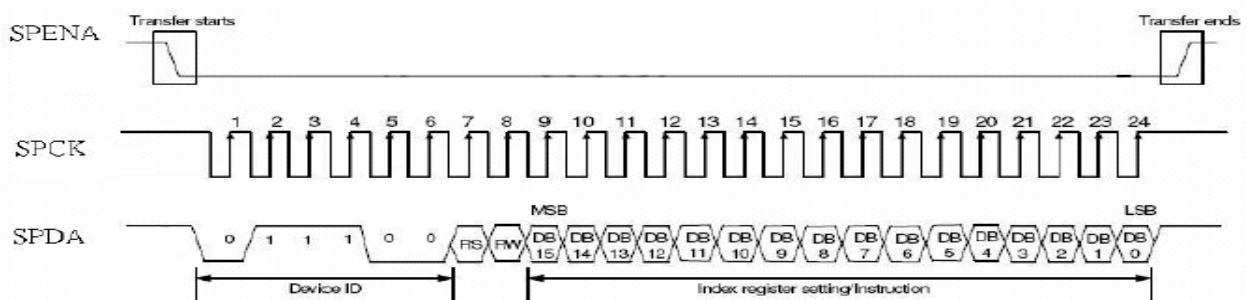 Transfer starts Transfer ends
SPENA
1 2 3 4 5 6 7 8 9 10 11 12 13 14 15 16 17 18 19 20 21 22 23 24
SPCK
MSB LSB
SPDA 0 1 1 1 0 0 RS RW DB 15 DB 14 DB 13 DB 12 DB 11 DB 10 DB 9 DB 8 DB 7 DB 6 DB 5 DB 4 DB 3 DB 2 DB 1 DB 0
Device ID Index register setting/Instruction